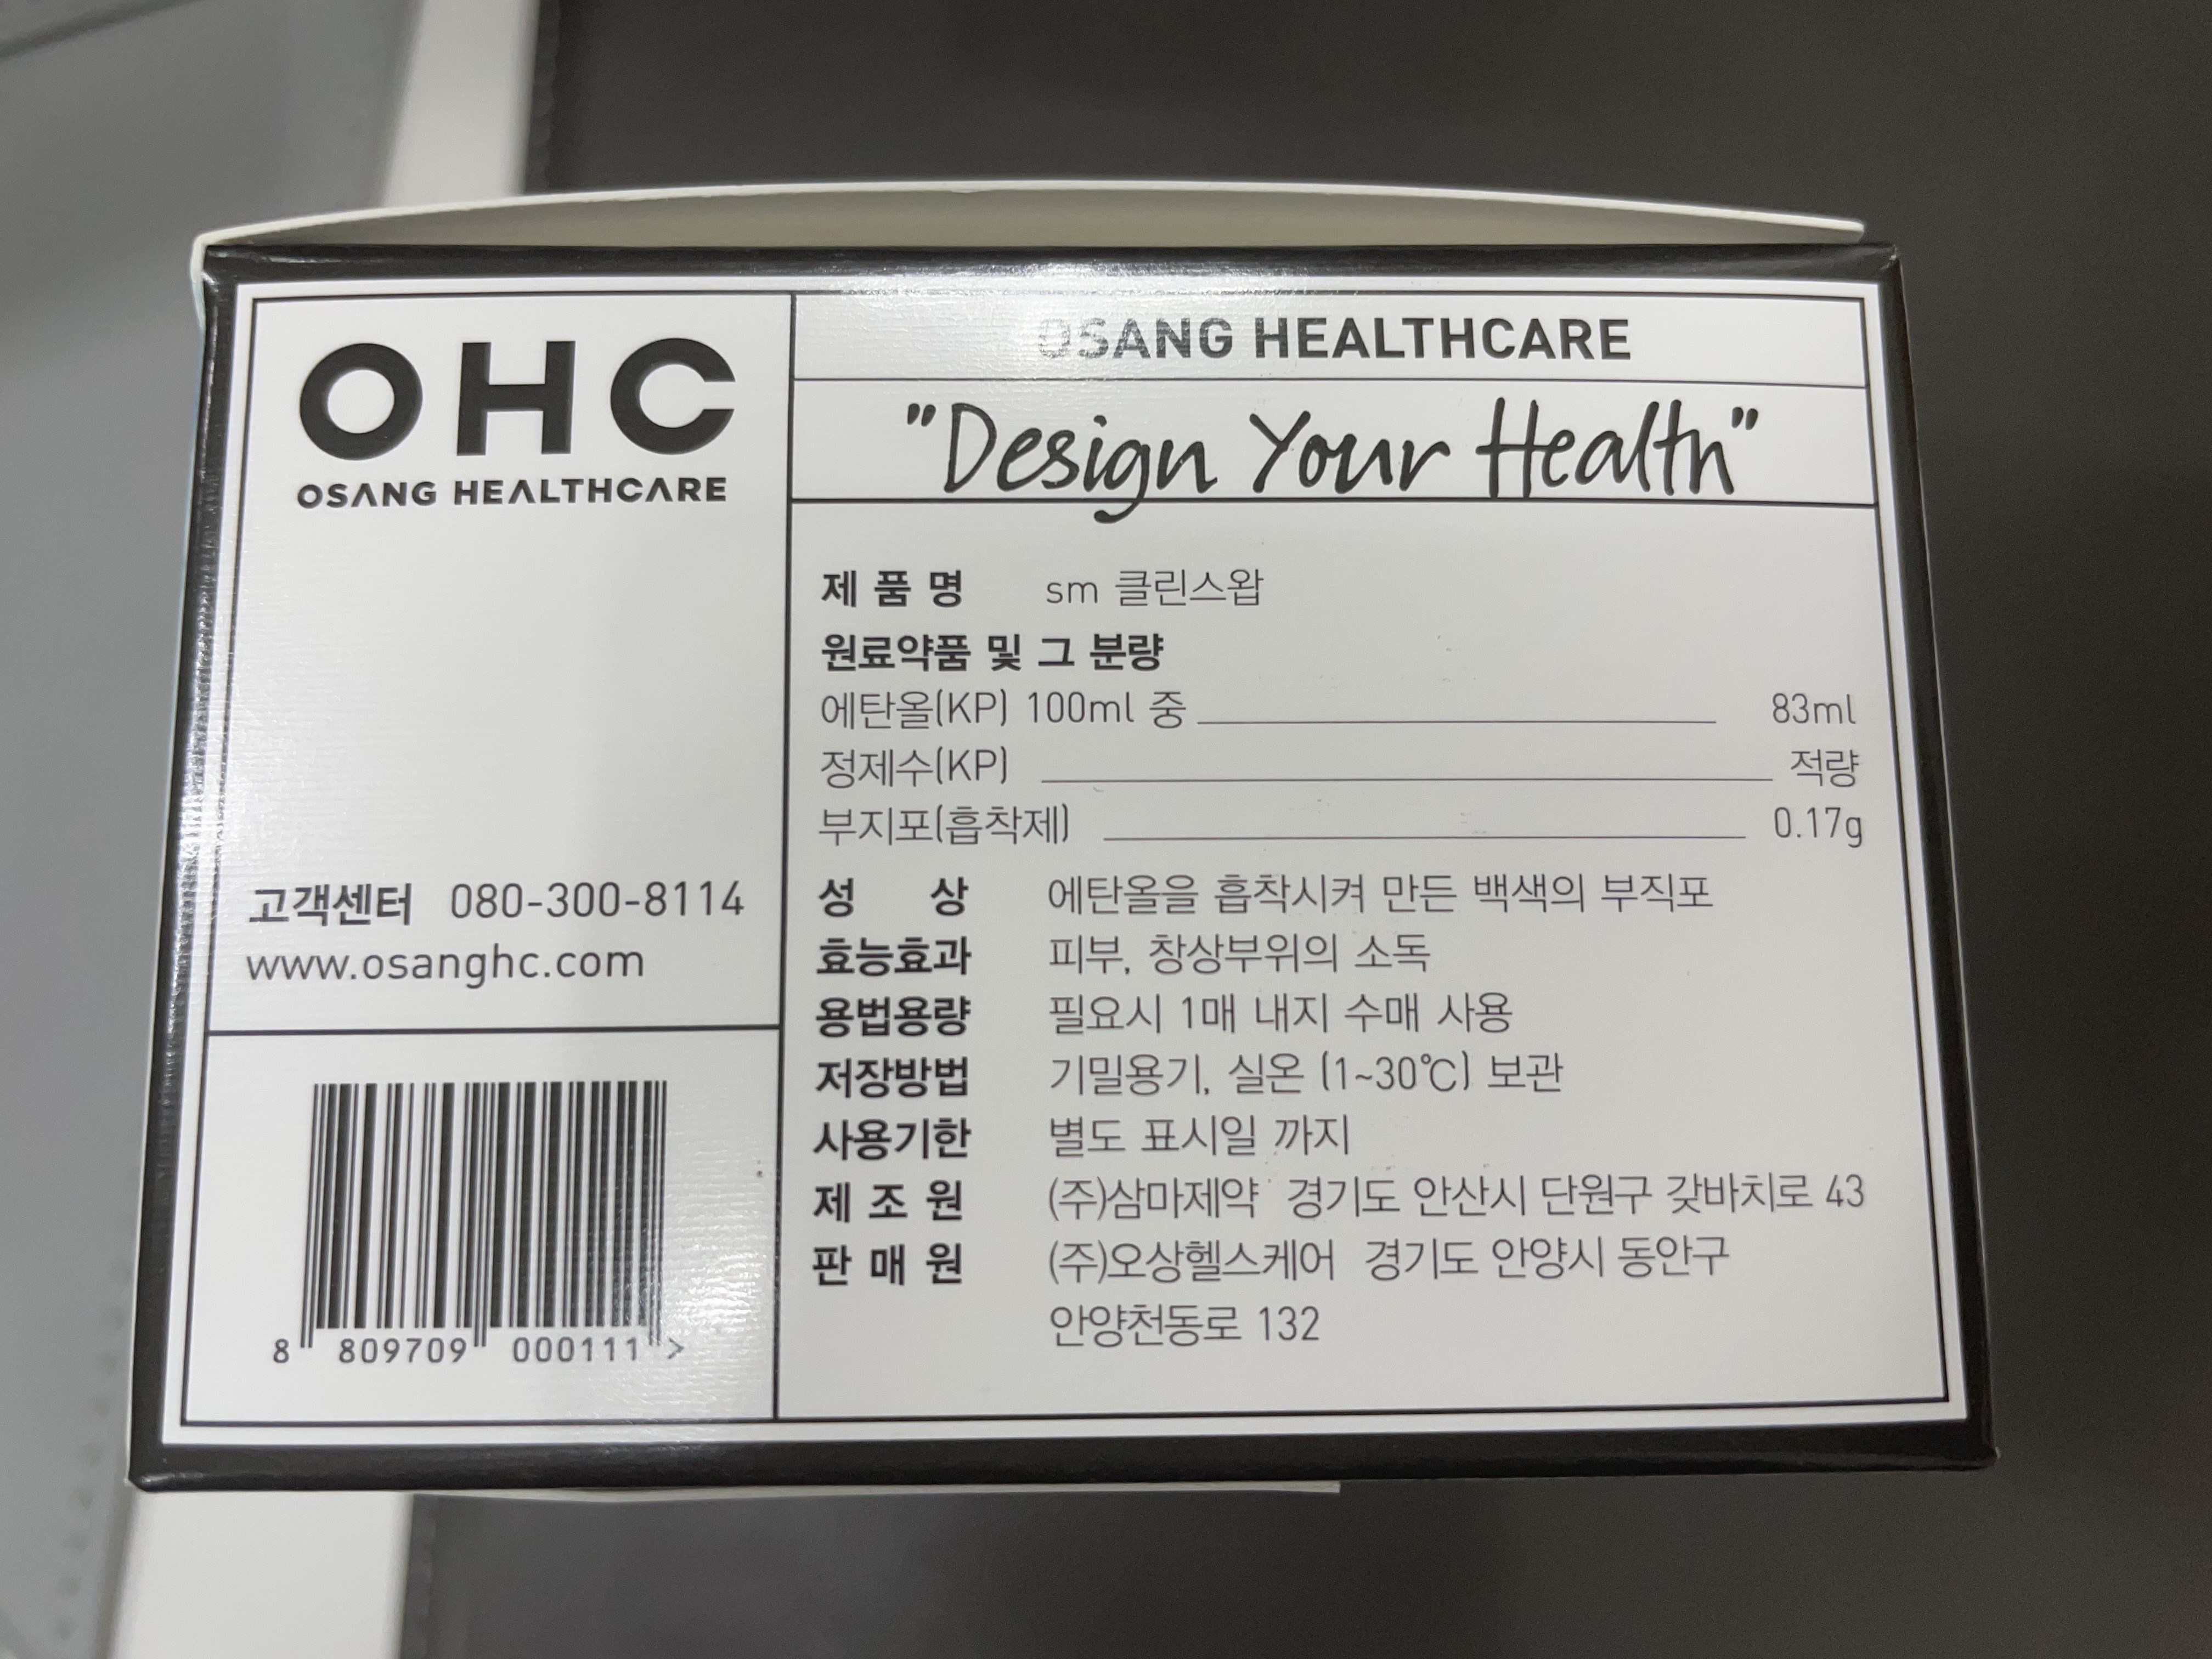 OHC
OSANG HEALTHCARE
고객센터 080-300-8114
www.osanghc.com
8 809709 000111 >
OSANG HEALTHCARE
"Design Your Health"
제 품 명 sm 클린스왑
원료약품 및 그 분량
에탄올(KP) 100ml 중 83ml
정제수(KP) 적량
부지포(흡착제) 0.17g
성 상 에탄올을 흡착시켜 만든 백색의 부직포
효능효과 피부, 창상부위의 소독
용법용량 필요시 1매 내지 수매 사용
저장방법 기밀용기, 실온 (1~30℃) 보관
사용기한 별도 표시일 까지
제 조 원 (주)삼마제약 경기도 안산시 단원구 갖바치로 43
판 매 원 (주)오상헬스케어 경기도 안양시 동안구
안양천동로 132